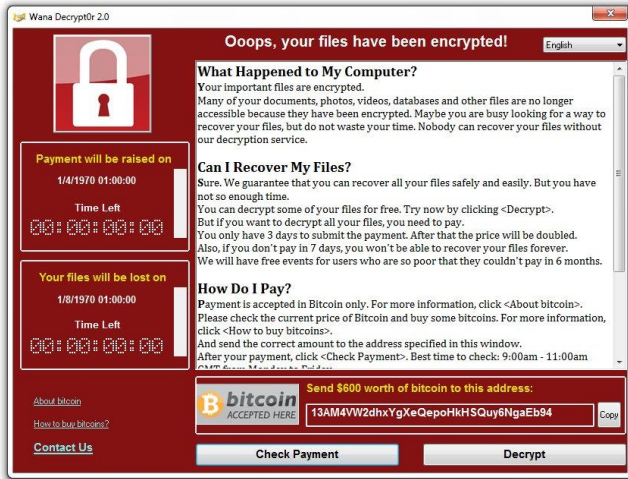 Wana Decrypt0r 2.0
Ooops, your files have been encrypted!
English
Payment will be raised on
1/4/1970 01:00:00
Time Left
00:00:00:00
Your files will be lost on
1/8/1970 01:00:00
Time Left
00:00:00:00
About bitcoin
How to buy bitcoins?
Contact Us
What Happened to My Computer?
Your important files are encrypted.
Many of your documents, photos, videos, databases and other files are no longer
accessible because they have been encrypted. Maybe you are busy looking for a way to
recover your files, but do not waste your time. Nobody can recover your files without
our decryption service.
Can I Recover My Files?
Sure. We guarantee that you can recover all your files safely and easily. But you have
not so enough time.
You can decrypt some of your files for free. Try now by clicking <Decrypt>.
But if you want to decrypt all your files, you need to pay.
You only have 3 days to submit the payment. After that the price will be doubled.
Also, if you don't pay in 7 days, you won't be able to recover your files forever.
We will have free events for users who are so poor that they couldn't pay in 6 months.
How Do I Pay?
Payment is accepted in Bitcoin only. For more information, click <About bitcoin>.
Please check the current price of Bitcoin and buy some bitcoins. For more information,
click <How to buy bitcoins>.
And send the correct amount to the address specified in this window.
After your payment, click <Check Payment>. Best time to check: 9:00am - 11:00am
GMT from Monday to Friday.
bitcoin
ACCEPTED HERE
Send $600 worth of bitcoin to this address:
13AM4VW2dhxYgXeQepoHkHSQuy6NgaEb94
Copy
Check Payment
Decrypt